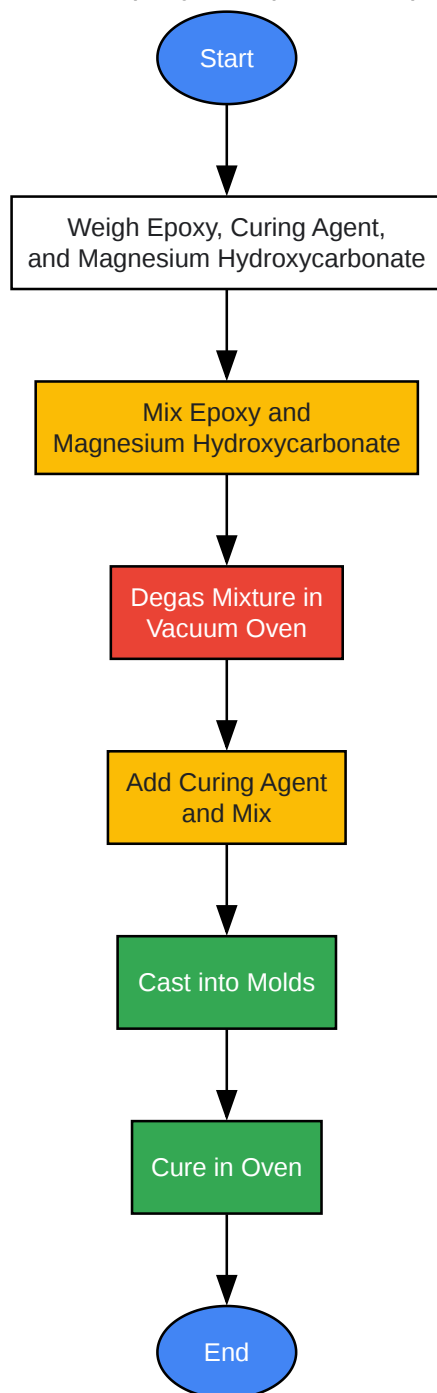 Start
Weigh Epoxy, Curing Agent,
and Magnesium Hydroxycarbonate
Mix Epoxy and
Magnesium Hydroxycarbonate
Degas Mixture in
Vacuum Oven
Add Curing Agent
and Mix
Cast into Molds
Cure in Oven
End